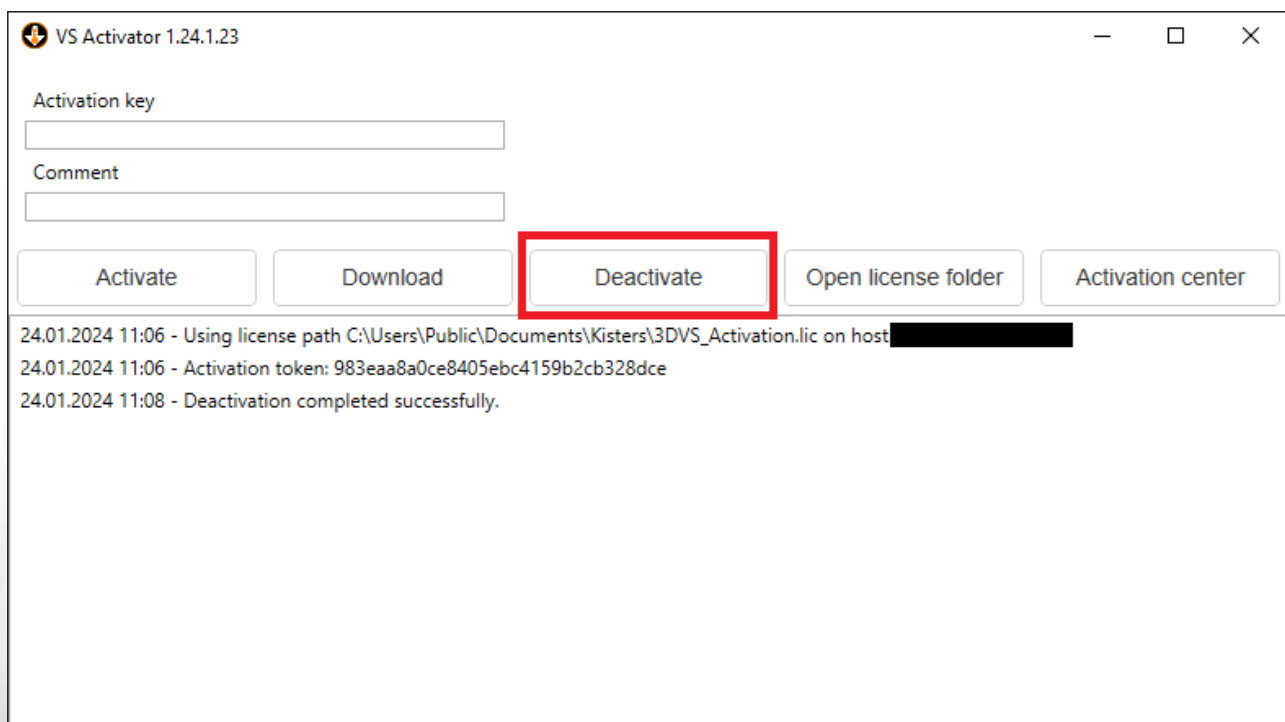 VS Activator 1.24.1.23
Activation key
Comment
Activate
Download
Deactivate
Open license folder
Activation center
24.01.2024 11:06 - Using license path C:\Users\Public\Documents\Kisters\3DVS_Activation.lic on host
24.01.2024 11:06 - Activation token: 983eaa8a0ce8405ebc4159b2cb328dce
24.01.2024 11:08 - Deactivation completed successfully.